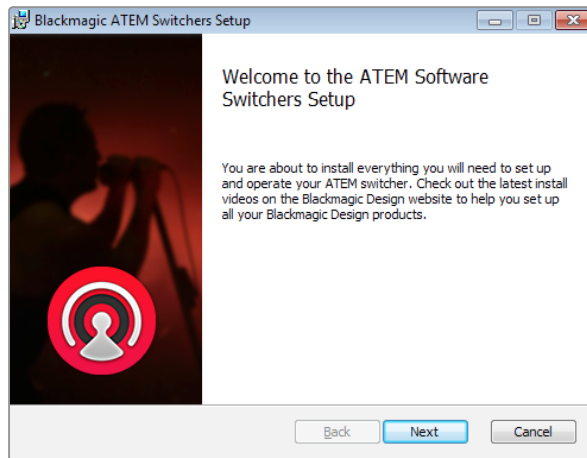 Blackmagic ATEM Switchers Setup
Welcome to the ATEM Software
Switchers Setup
You are about to install everything you will need to set up
and operate your ATEM switcher. Check out the latest install
videos on the Blackmagic Design website to help you set up
all your Blackmagic Design products.
Back Next Cancel